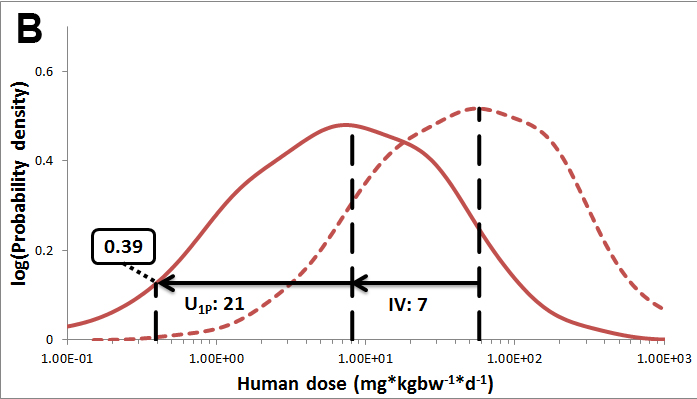 B
log(Probability density)
0.6
0.4
0.2
0
0.39
U₁P: 21
IV: 7
1.00E-01 1.00E+00 1.00E+01 1.00E+02 1.00E+03
Human dose (mg*kgbw⁻¹*d⁻¹)